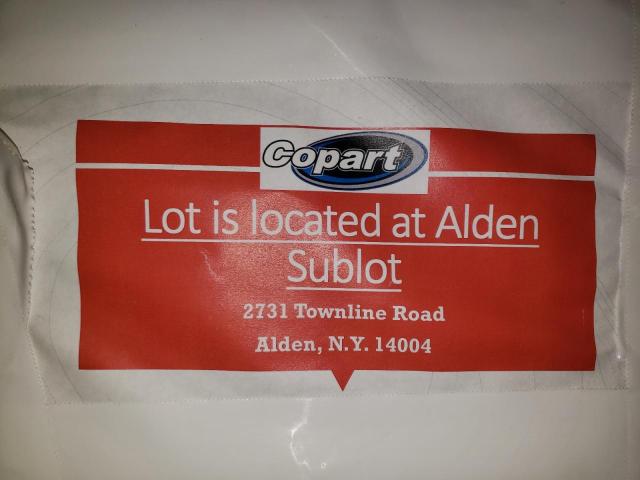 Copart
Lot is located at Alden
Sublot
2731 Townline Road
Alden, N.Y. 14004